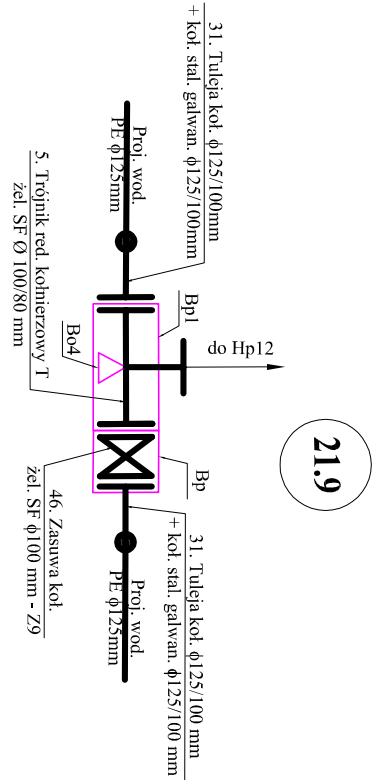 21.9
31. Tuleja koł. ϕ125/100mm
+ koł. stal. galwan. ϕ125/100mm
Proj. wod.
PE ϕ125mm
Bp1
do Hp12
Bo4
5. Trójnik red. kołnierzowy T
żel. SF Ø 100/80 mm
Bp
46. Zasuwa koł.
żel. SF ϕ100 mm - Z9
31. Tuleja koł. ϕ125/100 mm
+ koł. stal. galwan. ϕ125/100 mm
Proj. wod.
PE ϕ125mm